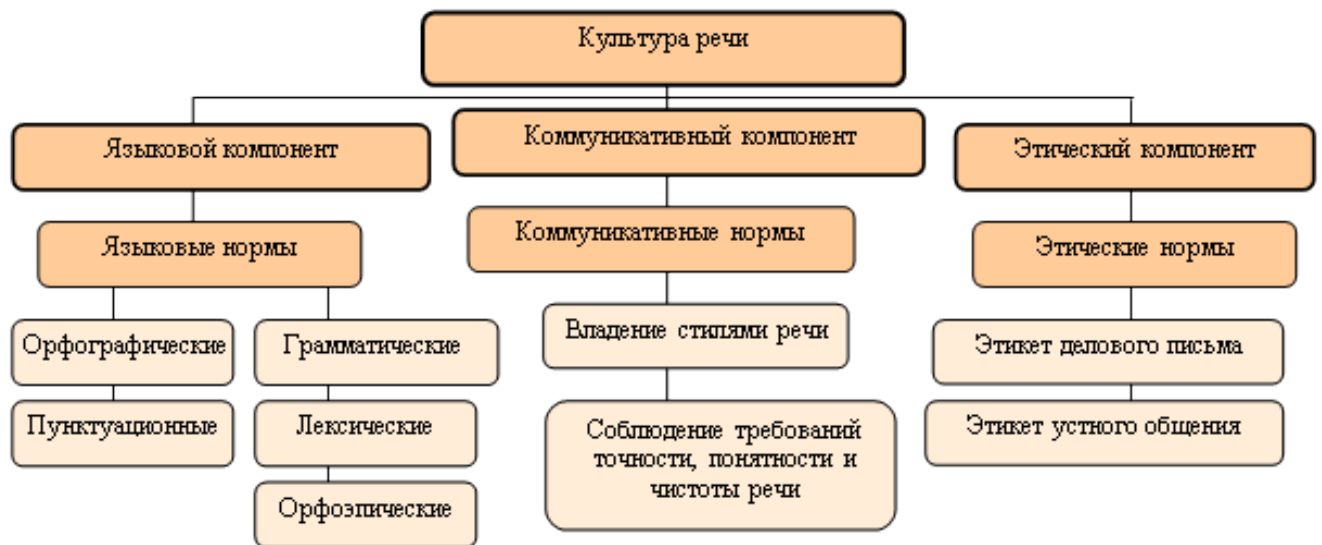 Культура речи
Языковой компонент
Коммуникативный компонент
Этический компонент
Языковые нормы
Коммуникативные нормы
Этические нормы
Орфографические
Грамматические
Владение стилями речи
Этикет делового письма
Пунктуационные
Лексические
Соблюдение требований
точности, понятности и
чистоты речи
Этикет устного общения
Орфоэпические